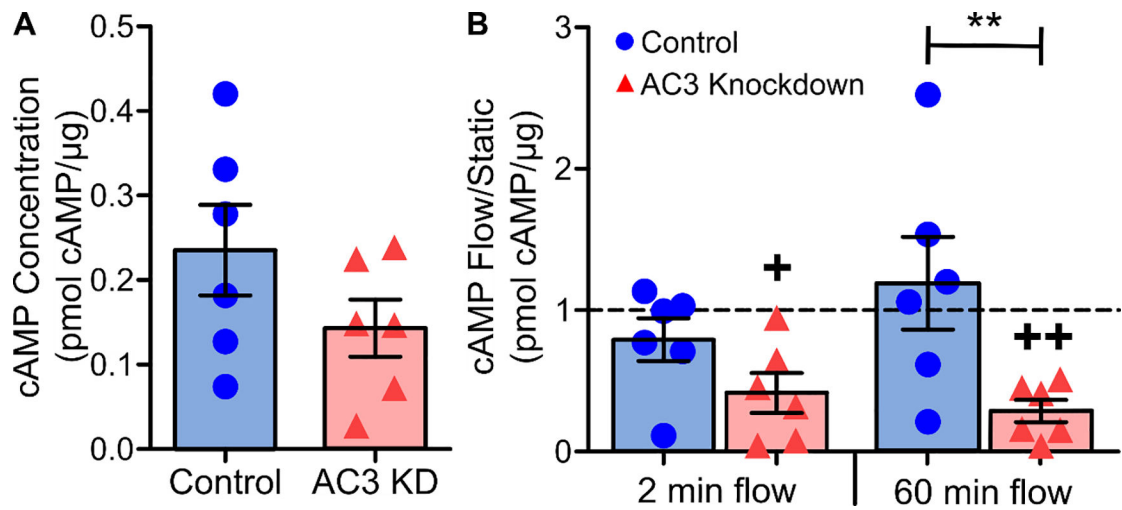 A
cAMP Concentration
(pmol cAMP/µg)
0.5
0.4
0.3
0.2
0.1
0.0
Control
AC3 KD
B
cAMP Flow/Static
(pmol cAMP/µg)
3
2
1
0
Control
AC3 Knockdown
**
+
++
2 min flow
60 min flow